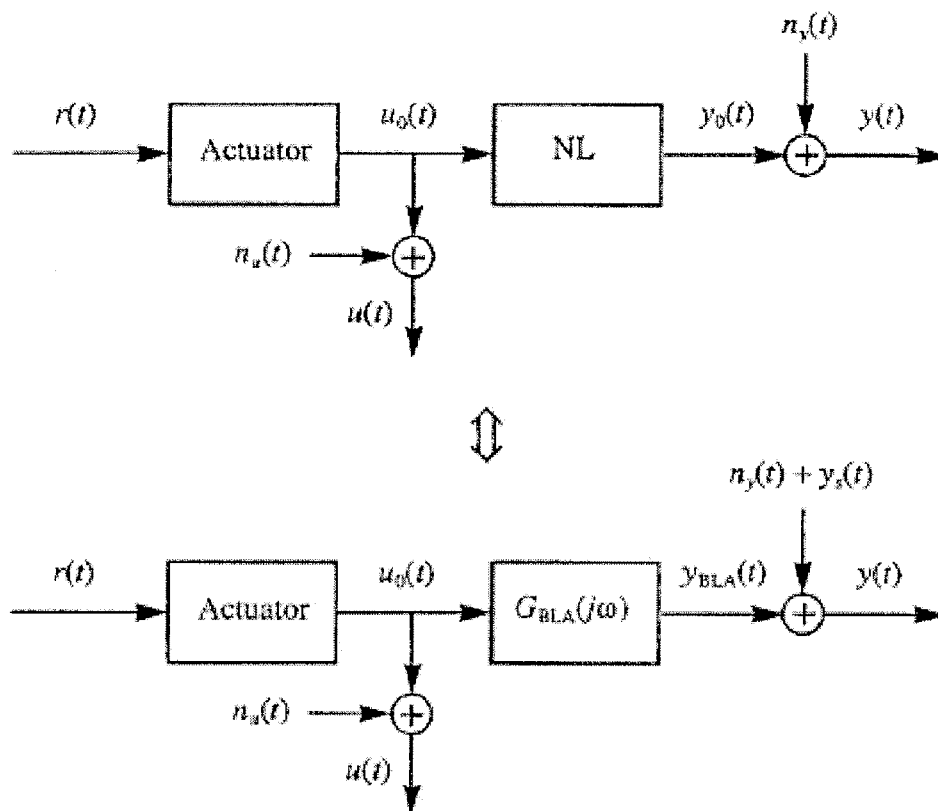 n_y(t)
r(t)
Actuator
u_0(t)
NL
y_0(t)
y(t)
n_u(t)
u(t)
n_y(t) + y_s(t)
r(t)
Actuator
u_0(t)
G_BLA(jω)
y_BLA(t)
y(t)
n_u(t)
u(t)